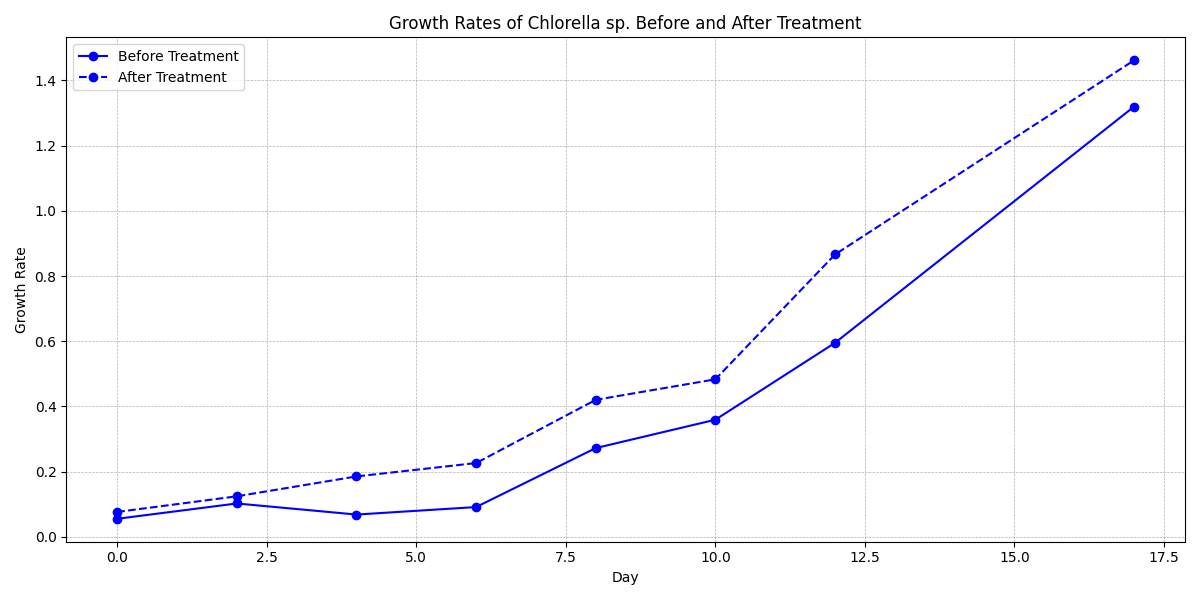 Growth Rates of Chlorella sp. Before and After Treatment
Before Treatment
After Treatment
Growth Rate
1.4
1.2
1.0
0.8
0.6
0.4
0.2
0.0
0.0 2.5 5.0 7.5 10.0 12.5 15.0 17.5
Day